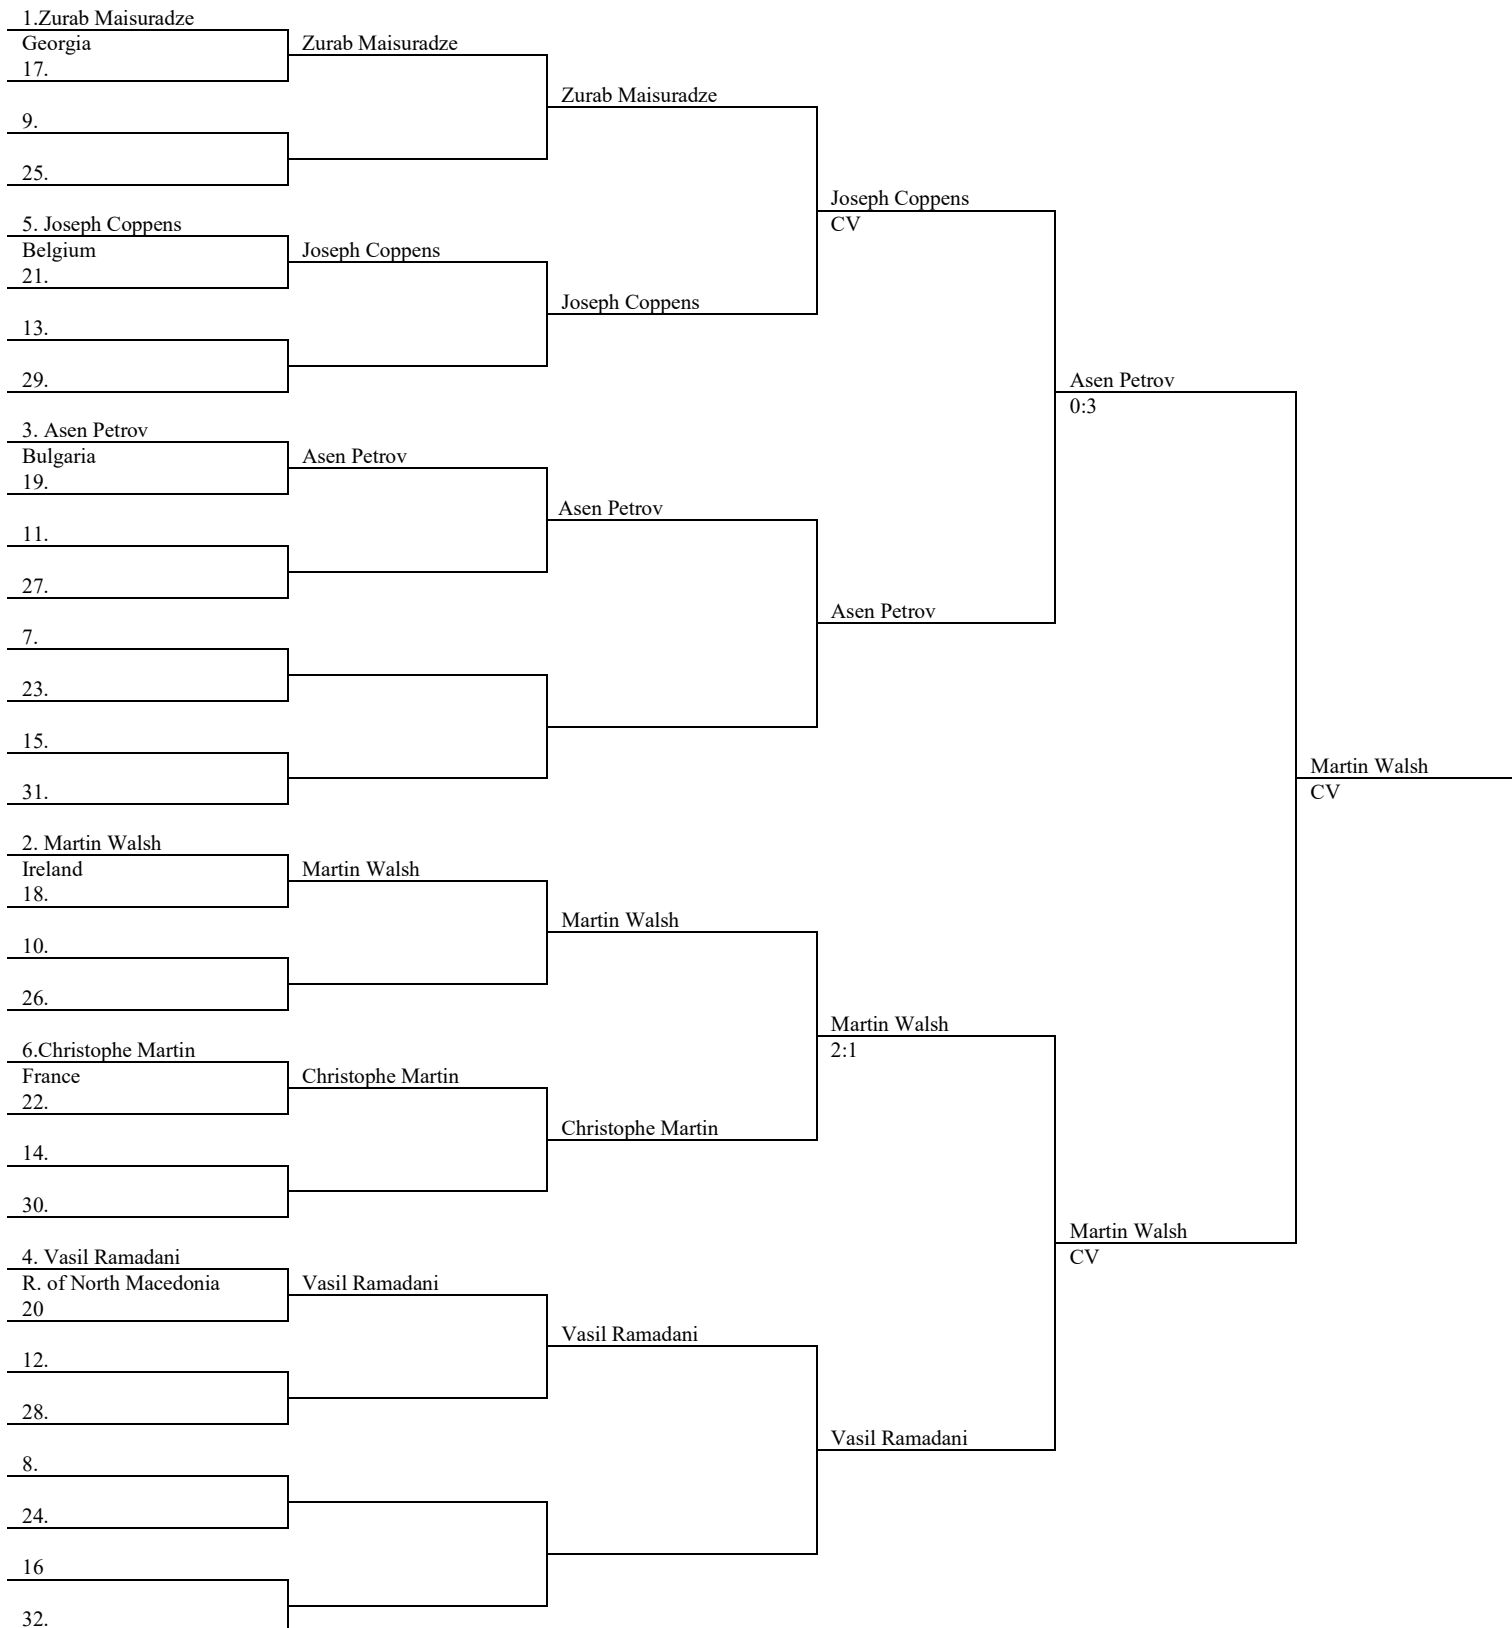 1.Zurab Maisuradze
Georgia
17.
9.
25.
5. Joseph Coppens
Belgium
21.
13.
29.
3. Asen Petrov
Bulgaria
19.
11.
27.
7.
23.
15.
31.
2. Martin Walsh
Ireland
18.
10.
26.
6.Christophe Martin
France
22.
14.
30.
4. Vasil Ramadani
R. of North Macedonia
20
12.
28.
8.
24.
16
32.
Zurab Maisuradze
Joseph Coppens
Asen Petrov
Martin Walsh
Christophe Martin
Vasil Ramadani
Zurab Maisuradze
Joseph Coppens
Asen Petrov
Martin Walsh
Christophe Martin
Vasil Ramadani
Joseph Coppens
CV
Asen Petrov
Martin Walsh
2:1
Vasil Ramadani
Asen Petrov
0:3
Martin Walsh
CV
Martin Walsh
CV